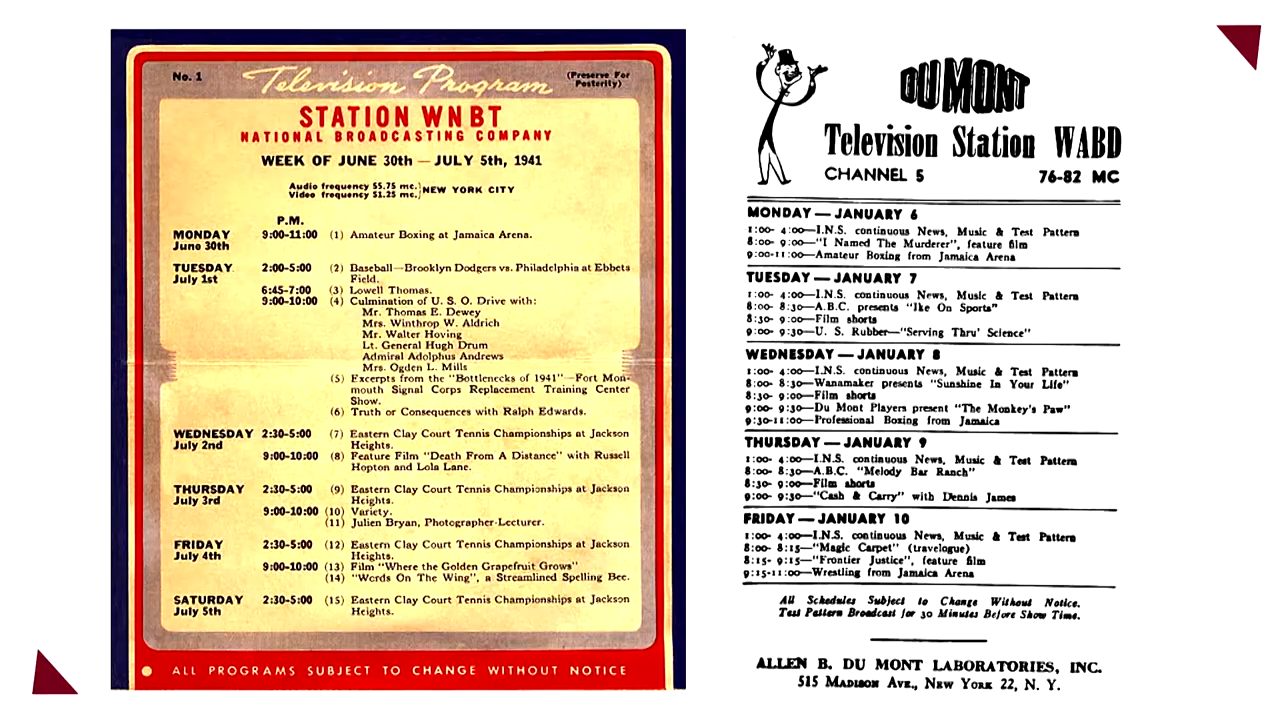 No. 1
Television Program
(Preserve For
Posterity)
STATION WNBT
NATIONAL BROADCASTING COMPANY
WEEK OF JUNE 30th — JULY 5th, 1941
Audio frequency 55.75 mc.
Video frequency 51.25 mc.
NEW YORK CITY
P.M.
MONDAY 9:00-11:00 (1) Amateur Boxing at Jamaica Arena.
June 30th
TUESDAY 2:00-5:00 (2) Baseball—Brooklyn Dodgers vs. Philadelphia at Ebbets
July 1st Field.
6:45-7:00 (3) Lowell Thomas.
9:00-10:00 (4) Culmination of U. S. O. Drive with:
Mr. Thomas E. Dewey
Mrs. Winthrop W. Aldrich
Mr. Walter Hoving
Lt. General Hugh Drum
Admiral Adolphus Andrews
Mrs. Ogden L. Mills
(5) Excerpts from the "Bottlenecks of 1941"—Fort Mon-
mouth Signal Corps Replacement Training Center
Show.
(6) Truth or Consequences with Ralph Edwards.
WEDNESDAY 2:30-5:00 (7) Eastern Clay Court Tennis Championships at Jackson
July 2nd Heights.
9:00-10:00 (8) Feature Film "Death From A Distance" with Russell
Hopton and Lola Lane.
THURSDAY 2:30-5:00 (9) Eastern Clay Court Tennis Championships at Jackson
July 3rd Heights.
9:00-10:00 (10) Variety.
(11) Julien Bryan, Photographer-Lecturer.
FRIDAY 2:30-5:00 (12) Eastern Clay Court Tennis Championships at Jackson
July 4th Heights.
9:00-10:00 (13) Film "Where the Golden Grapefruit Grows"
(14) "Words On The Wing", a Streamlined Spelling Bee.
SATURDAY 2:30-5:00 (15) Eastern Clay Court Tennis Championships at Jackson
July 5th Heights.
ALL PROGRAMS SUBJECT TO CHANGE WITHOUT NOTICE
DUMONT
Television Station WABD
CHANNEL 5 76-82 MC
MONDAY — JANUARY 6
1:00- 4:00—I.N.S. continuous News, Music & Test Pattern
8:00- 9:00—"I Named The Murderer", feature film
9:00-11:00—Amateur Boxing from Jamaica Arena
TUESDAY — JANUARY 7
1:00- 4:00—I.N.S. continuous News, Music & Test Pattern
8:00- 8:30—A.B.C. presents "Ike On Sports"
8:30- 9:00—Film shorts
9:00- 9:30—U. S. Rubber—"Serving Thru' Science"
WEDNESDAY — JANUARY 8
1:00- 4:00—I.N.S. continuous News, Music & Test Pattern
8:00- 8:30—Wanamaker presents "Sunshine In Your Life"
8:30- 9:00—Film shorts
9:00- 9:30—Du Mont Players present "The Monkey's Paw"
9:30-11:00—Professional Boxing from Jamaica
THURSDAY — JANUARY 9
1:00- 4:00—I.N.S. continuous News, Music & Test Pattern
8:00- 8:30—A.B.C. "Melody Bar Ranch"
8:30- 9:00—Film shorts
9:00- 9:30—"Cash & Carry" with Dennis James
FRIDAY — JANUARY 10
1:00- 4:00—I.N.S. continuous News, Music & Test Pattern
8:00- 8:15—"Magic Carpet" (travelogue)
8:15- 9:15—"Frontier Justice", feature film
9:15-11:00—Wrestling from Jamaica Arena
All Schedules Subject to Change Without Notice.
Test Pattern Broadcast for 30 Minutes Before Show Time.
ALLEN B. DU MONT LABORATORIES, INC.
515 MADISON AVE., NEW YORK 22, N. Y.